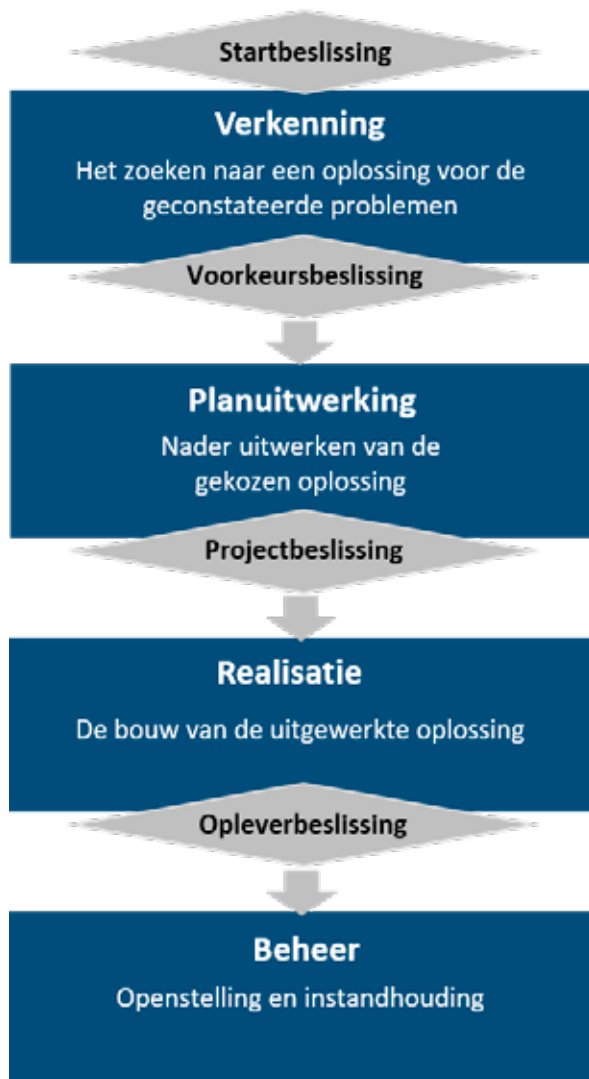 Startbeslissing
Verkenning
Het zoeken naar een oplossing voor de
geconstateerde problemen
Voorkeursbeslissing
Planuitwerking
Nader uitwerken van de
gekozen oplossing
Projectbeslissing
Realisatie
De bouw van de uitgewerkte oplossing
Opleverbeslissing
Beheer
Openstelling en instandhouding